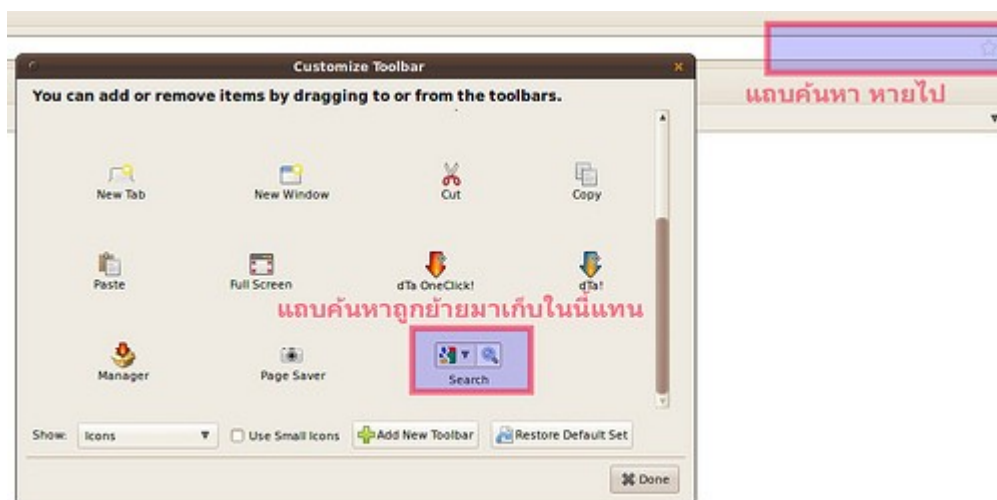 Customize Toolbar
You can add or remove items by dragging to or from the toolbars.
แถบค้นหา หายไป
New Tab
New Window
Cut
Copy
Paste
Full Screen
dTa OneClick!
dTa!
แถบค้นหาถูกย้ายมาเก็บในนี้แทน
Manager
Page Saver
Search
Show: Icons Use Small Icons Add New Toolbar Restore Default Set
Done